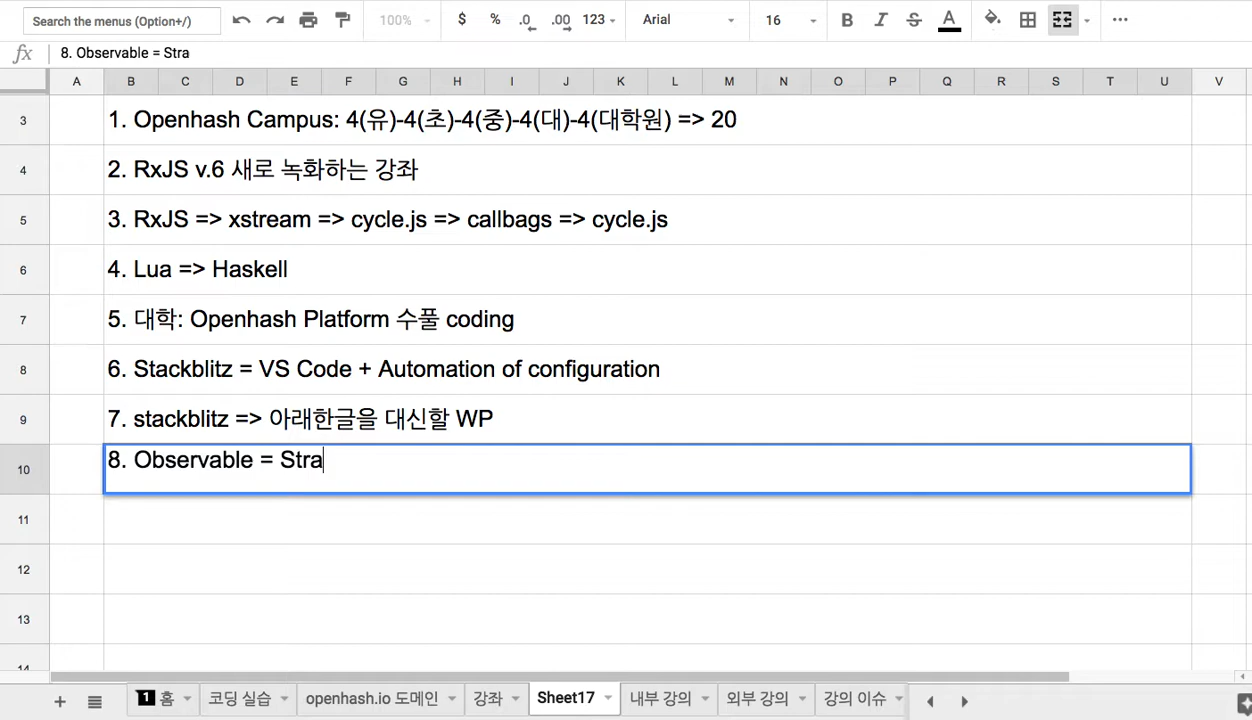 Search the menus (Option+/) 100% $ % .0 .00 123 Arial 16 B I S A
fx 8. Observable = Stra
A B C D E F G H I J K L M N O P Q R S T U V
3 1. Openhash Campus: 4(유)-4(초)-4(중)-4(대)-4(대학원) => 20
4 2. RxJS v.6 새로 녹화하는 강좌
5 3. RxJS => xstream => cycle.js => callbags => cycle.js
6 4. Lua => Haskell
7 5. 대학: Openhash Platform 수풀 coding
8 6. Stackblitz = VS Code + Automation of configuration
9 7. stackblitz => 아래한글을 대신할 WP
10 8. Observable = Stra
11
12
13
14
1 홈 코딩 실습 openhash.io 도메인 강좌 Sheet17 내부 강의 외부 강의 강의 이슈